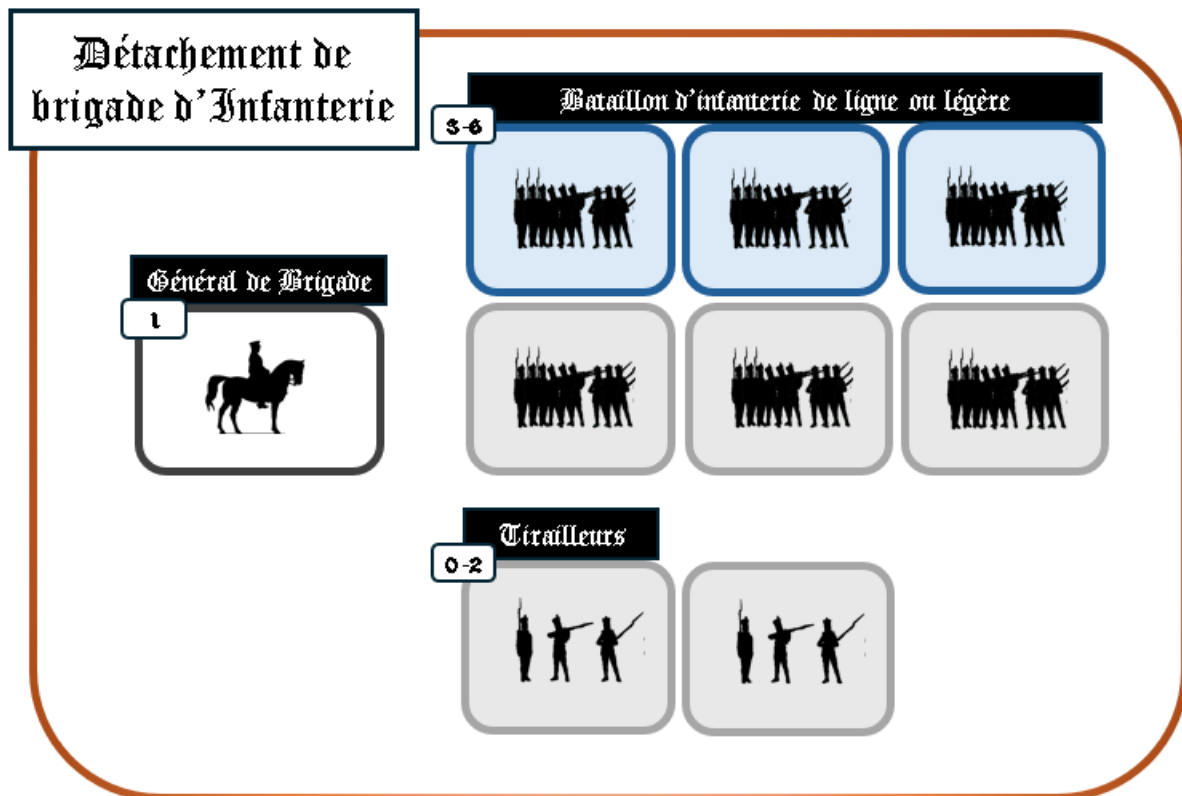 Détachement de
brigade d'Infanterie
Bataillon d'infanterie de ligne ou légère
3-6
Général de Brigade
1
Tirailleurs
0-2